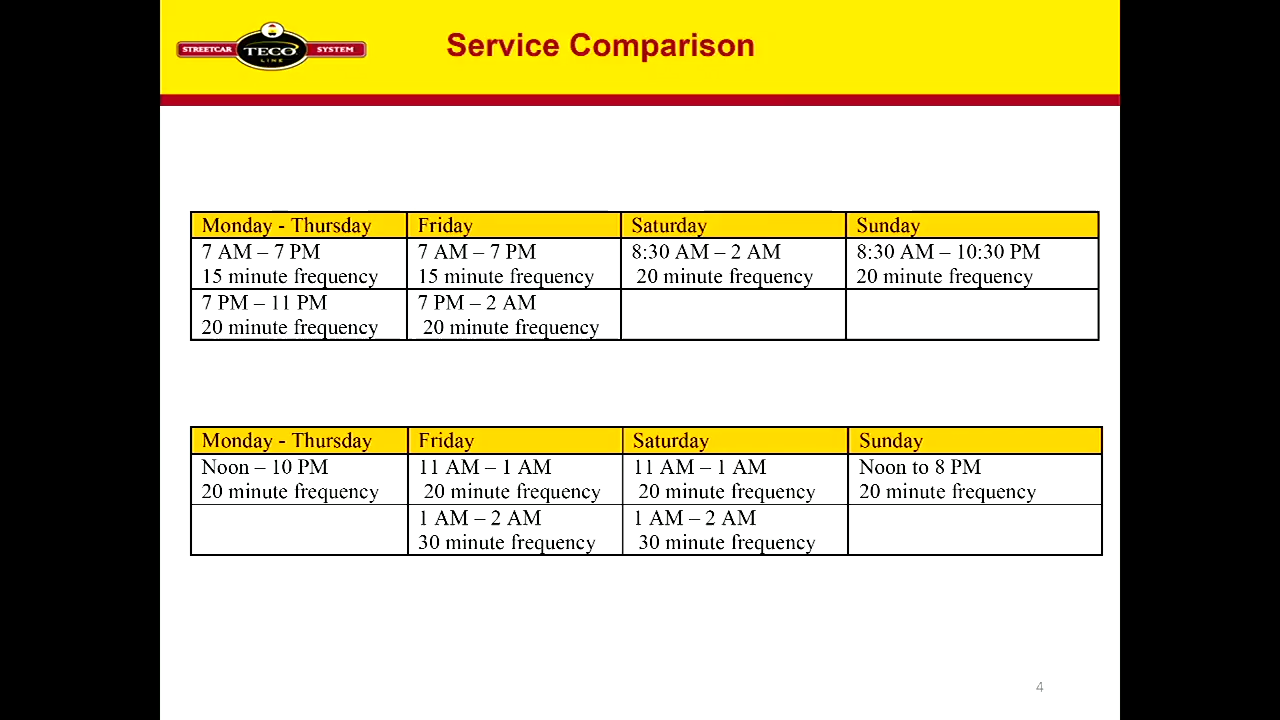 STREETCAR TECO SYSTEM
LINE
Service Comparison
Monday - Thursday Friday Saturday Sunday
7 AM – 7 PM 7 AM – 7 PM 8:30 AM – 2 AM 8:30 AM – 10:30 PM
15 minute frequency 15 minute frequency 20 minute frequency 20 minute frequency
7 PM – 11 PM 7 PM – 2 AM
20 minute frequency 20 minute frequency
Monday - Thursday Friday Saturday Sunday
Noon – 10 PM 11 AM – 1 AM 11 AM – 1 AM Noon to 8 PM
20 minute frequency 20 minute frequency 20 minute frequency 20 minute frequency
1 AM – 2 AM 1 AM – 2 AM
30 minute frequency 30 minute frequency
4